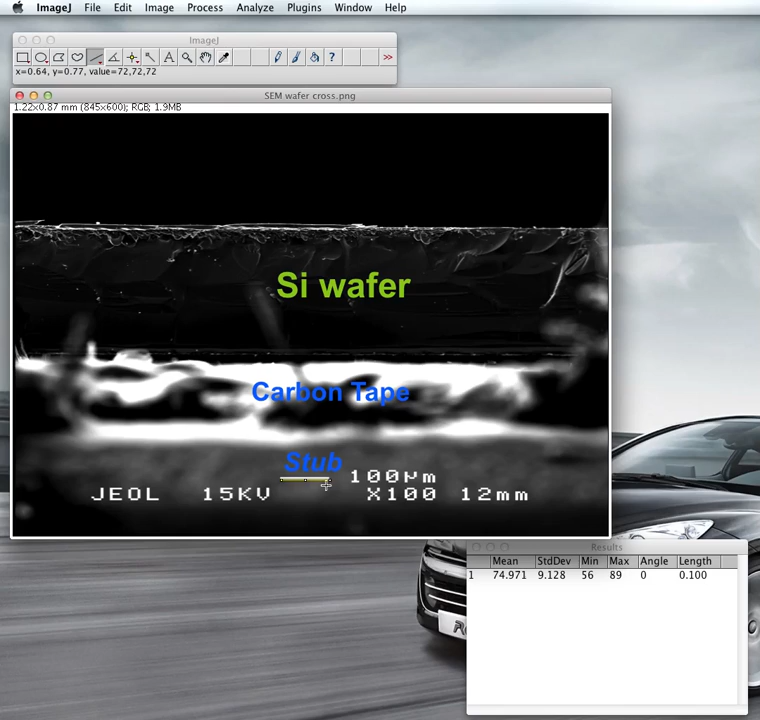 ImageJ File Edit Image Process Analyze Plugins Window Help
ImageJ
A ? >>
x=0.64, y=0.77, value=72,72,72
SEM wafer cross.png
1.22x0.87 mm (845x600); RGB; 1.9MB
Si wafer
Carbon Tape
Stub
100μm
JEOL 15KV X100 12mm
Results
Mean StdDev Min Max Angle Length
1 74.971 9.128 56 89 0 0.100